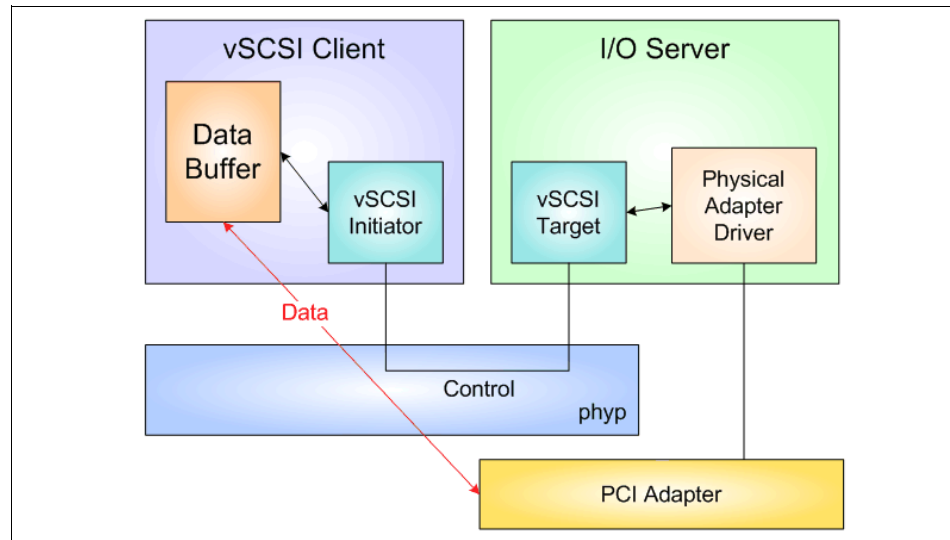 vSCSI Client
I/O Server
Data
Buffer
vSCSI
Initiator
vSCSI
Target
Physical
Adapter
Driver
Data
Control
phyp
PCI Adapter